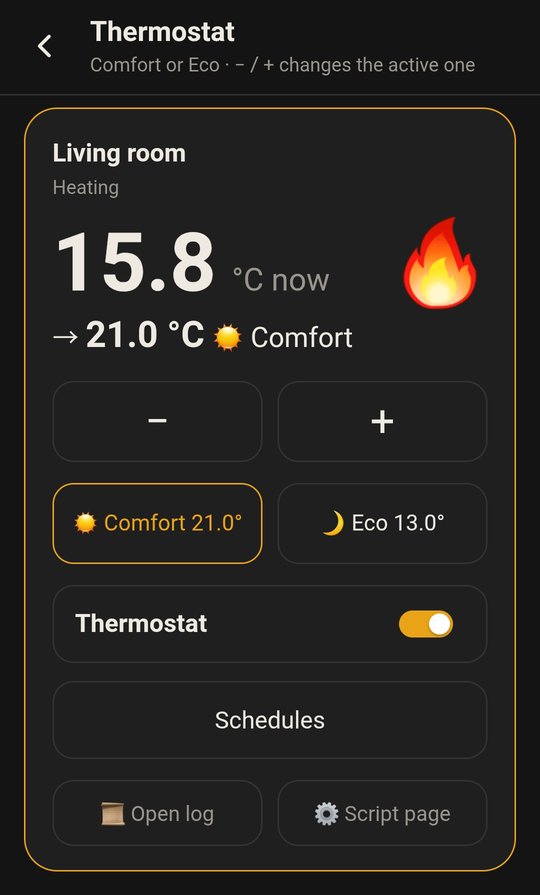 Thermostat
Comfort or Eco · − / + changes the active one
Living room
Heating
15.8 °C now
→ 21.0 °C ☀️ Comfort
− +
☀️ Comfort 21.0° 🌙 Eco 13.0°
Thermostat
Schedules
📜 Open log ⚙️ Script page